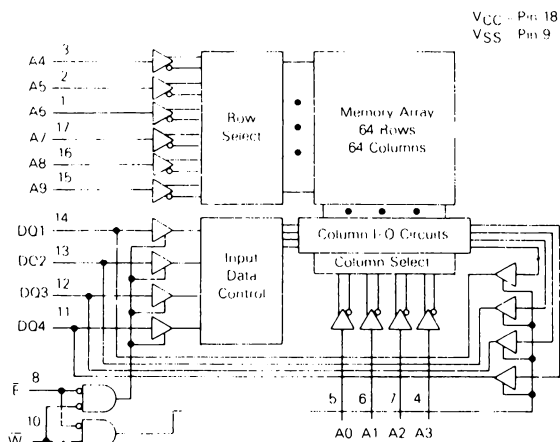 VCC - Pin 18
VSS Pin 9
3
A4
2
A5
1
A6
17
A7
16
A8
15
A9
Row
Select
Memory Array
64 Rows
64 Columns
14
DQ1
13
DQ2
12
DQ3
11
DQ4
Input
Data
Control
Column I/O Circuits
Column Select
8
E
10
W
5 6 7 4
A0 A1 A2 A3